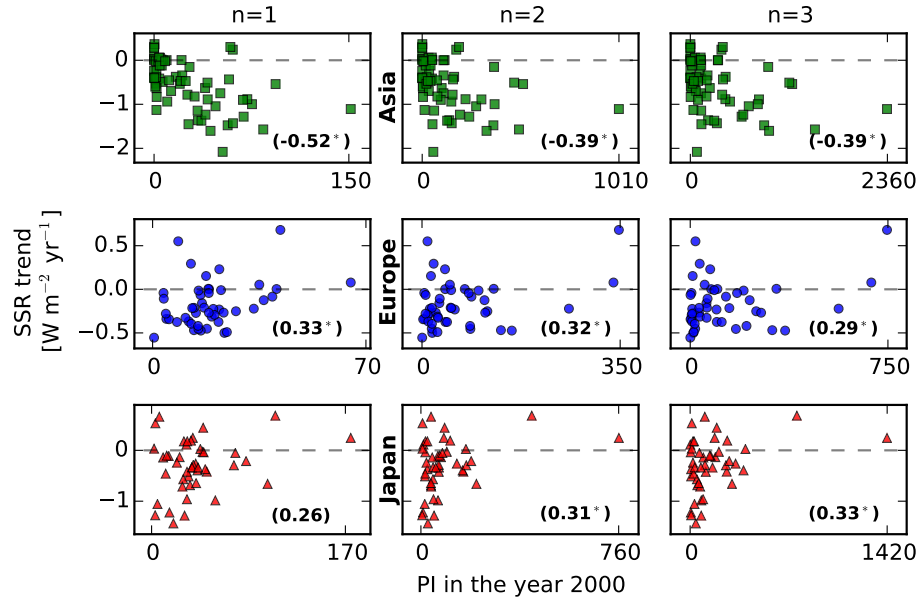 n=1 n=2 n=3
0
−1
−2
(-0.52*) (-0.39*) (-0.39*)
0 150 0 1010 0 2360
Asia
0.5
0.0
−0.5
(0.33*) (0.32*) (0.29*)
0 70 0 350 0 750
Europe
SSR trend
[W m⁻² yr⁻¹]
0
−1
(0.26) (0.31*) (0.33*)
0 170 0 760 0 1420
Japan
PI in the year 2000